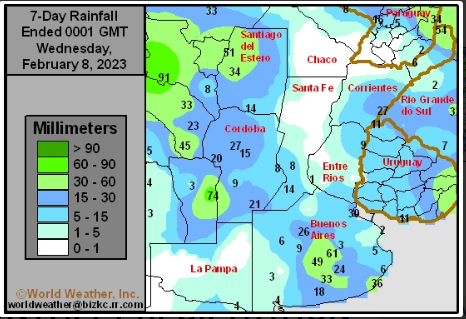 7-Day Rainfall
Ended 0001 GMT
Wednesday,
February 8, 2023
Millimeters
> 90
60 - 90
30 - 60
15 - 30
5 - 15
1 - 5
0 - 1
©World Weather, Inc.
worldweather@bizkc.rr.com
33
16
Paraguay
34
5
54
Santiago
del
Estero
51
34
Chaco
6
2
91
8
Santa Fe
Corrientes
33
14
Rio Grande
do Sul
27
23
Cordoba
11
45
27
15
7
20
8
8
Uruguay
4
3
9
14
Entre
Rios
1
3
74
21
30
7
11
Buenos
Aires
26
2
6
9
3
61
5
49
La Pampa
24
3
33
6
36
4
18